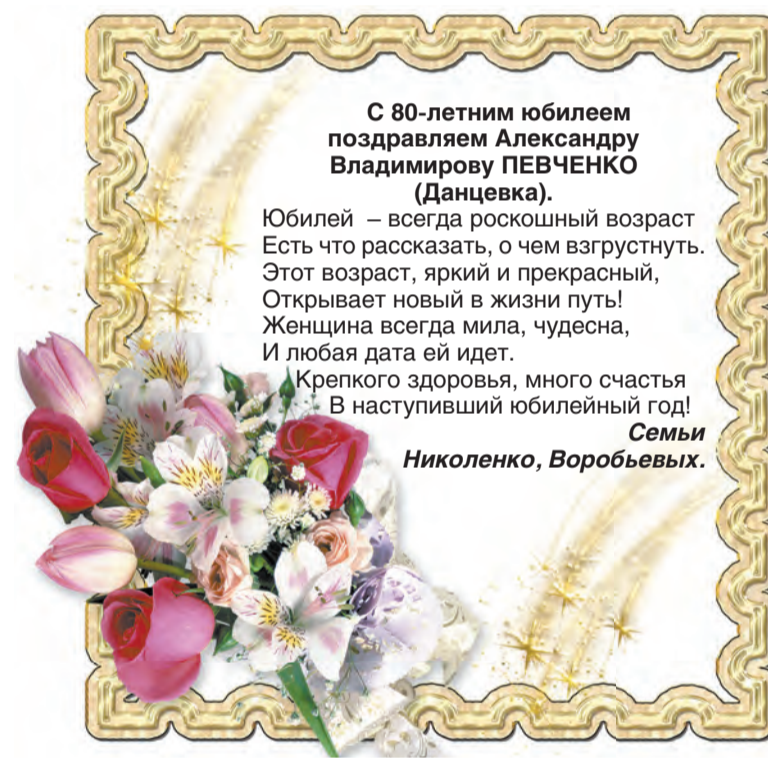 С 80-летним юбилеем
поздравляем Александру
Владимирову ПЕВЧЕНКО
(Данцевка).
Юбилей – всегда роскошный возраст
Есть что рассказать, о чем взгрустнуть.
Этот возраст, яркий и прекрасный,
Открывает новый в жизни путь!
Женщина всегда мила, чудесна,
И любая дата ей идет.
Крепкого здоровья, много счастья
В наступивший юбилейный год!
Семьи
Николенко, Воробьевых.